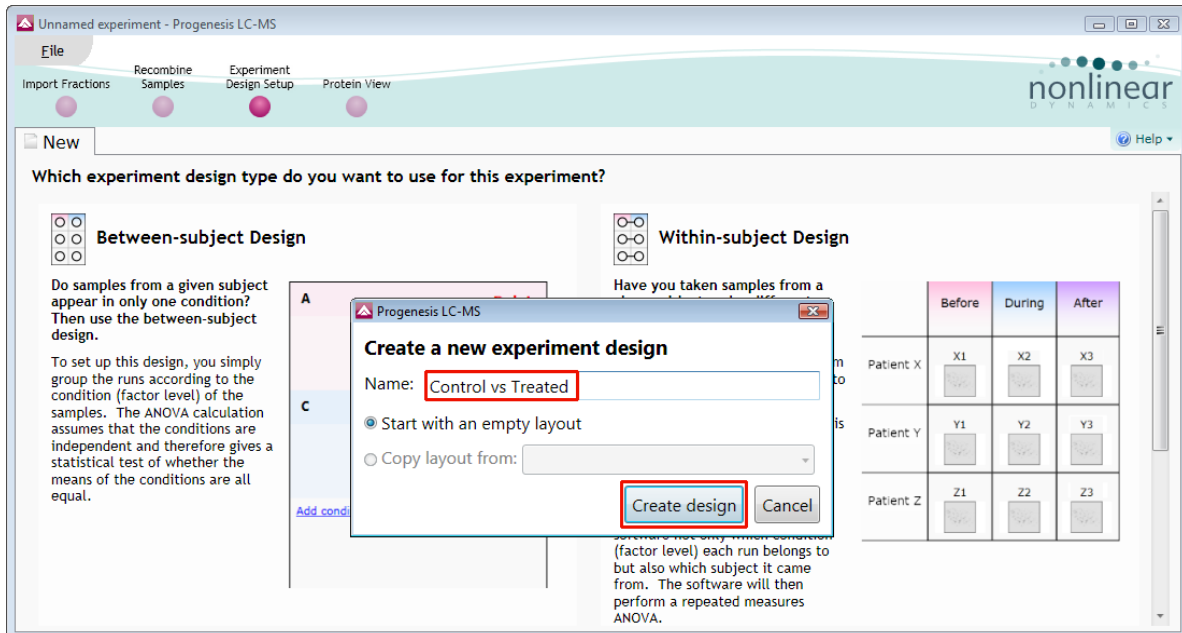 Unnamed experiment - Progenesis LC-MS
File
Import Fractions
Recombine
Samples
Experiment
Design Setup
Protein View
nonlinear
DYNAMICS
New
Help
Which experiment design type do you want to use for this experiment?
Between-subject Design
Do samples from a given subject
appear in only one condition?
Then use the between-subject
design.
To set up this design, you simply
group the runs according to the
condition (factor level) of the
samples. The ANOVA calculation
assumes that the conditions are
independent and therefore gives a
statistical test of whether the
means of the conditions are all
equal.
A
C
Add condi
Progenesis LC-MS
Create a new experiment design
Name: Control vs Treated
Start with an empty layout
Copy layout from:
Create design
Cancel
Within-subject Design
Have you taken samples from a
m
to
is
(factor level) each run belongs to
but also which subject it came
from. The software will then
perform a repeated measures
ANOVA.
Before During After
Patient X X1 X2 X3
Patient Y Y1 Y2 Y3
Patient Z Z1 Z2 Z3